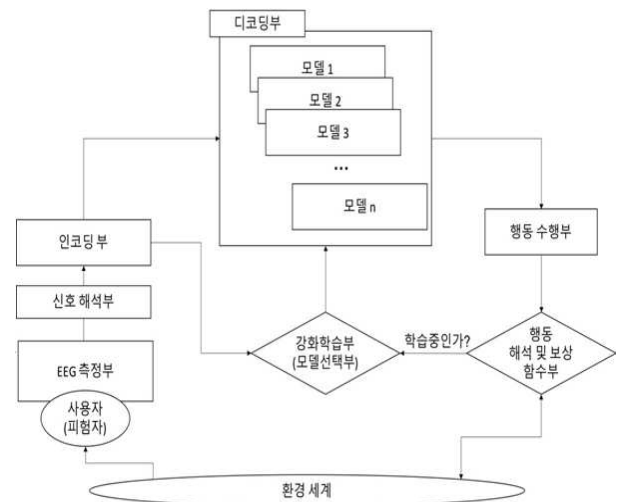 디코딩부
모델 1
모델 2
모델 3
...
모델 n
인코딩 부
행동 수행부
신호 해석부
강화학습부
(모델선택부)
학습중인가?
행동
해석 및 보상
함수부
EEG 측정부
사용자
(피험자)
환경 세계